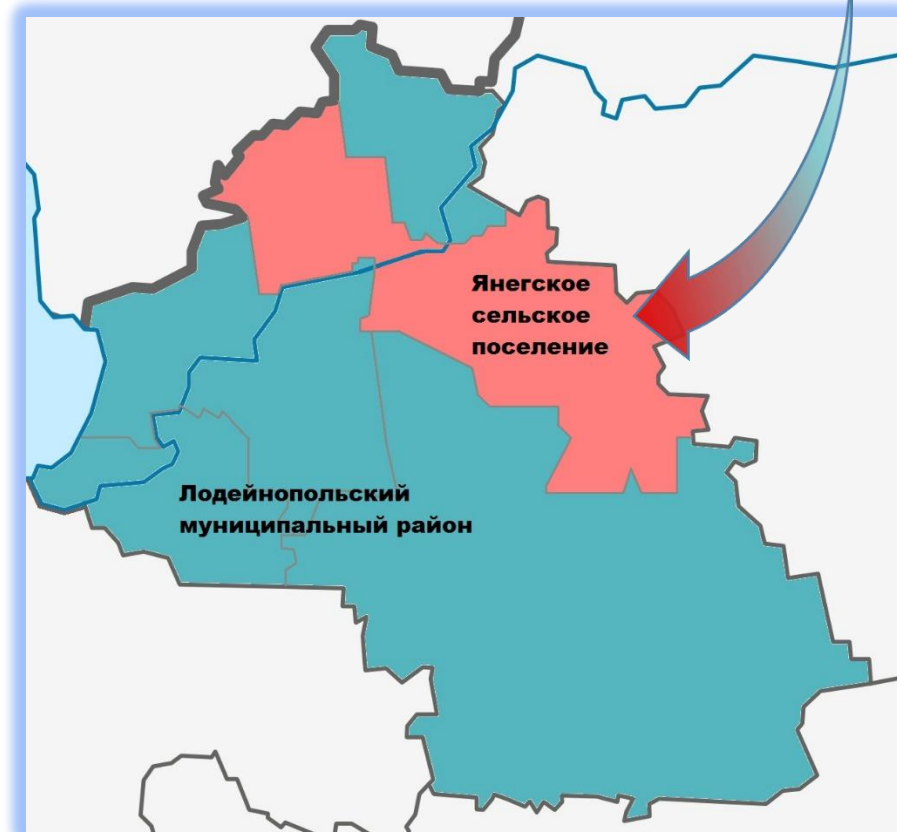 Янегское
сельское
поселение
Лодейнопольский
муниципальный район